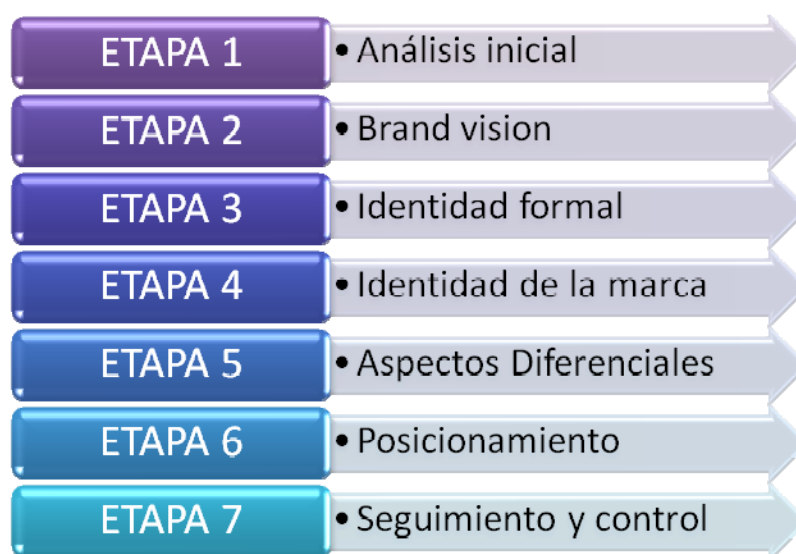 ETAPA 1
• Análisis inicial
ETAPA 2
• Brand vision
ETAPA 3
• Identidad formal
ETAPA 4
• Identidad de la marca
ETAPA 5
• Aspectos Diferenciales
ETAPA 6
• Posicionamiento
ETAPA 7
• Seguimiento y control